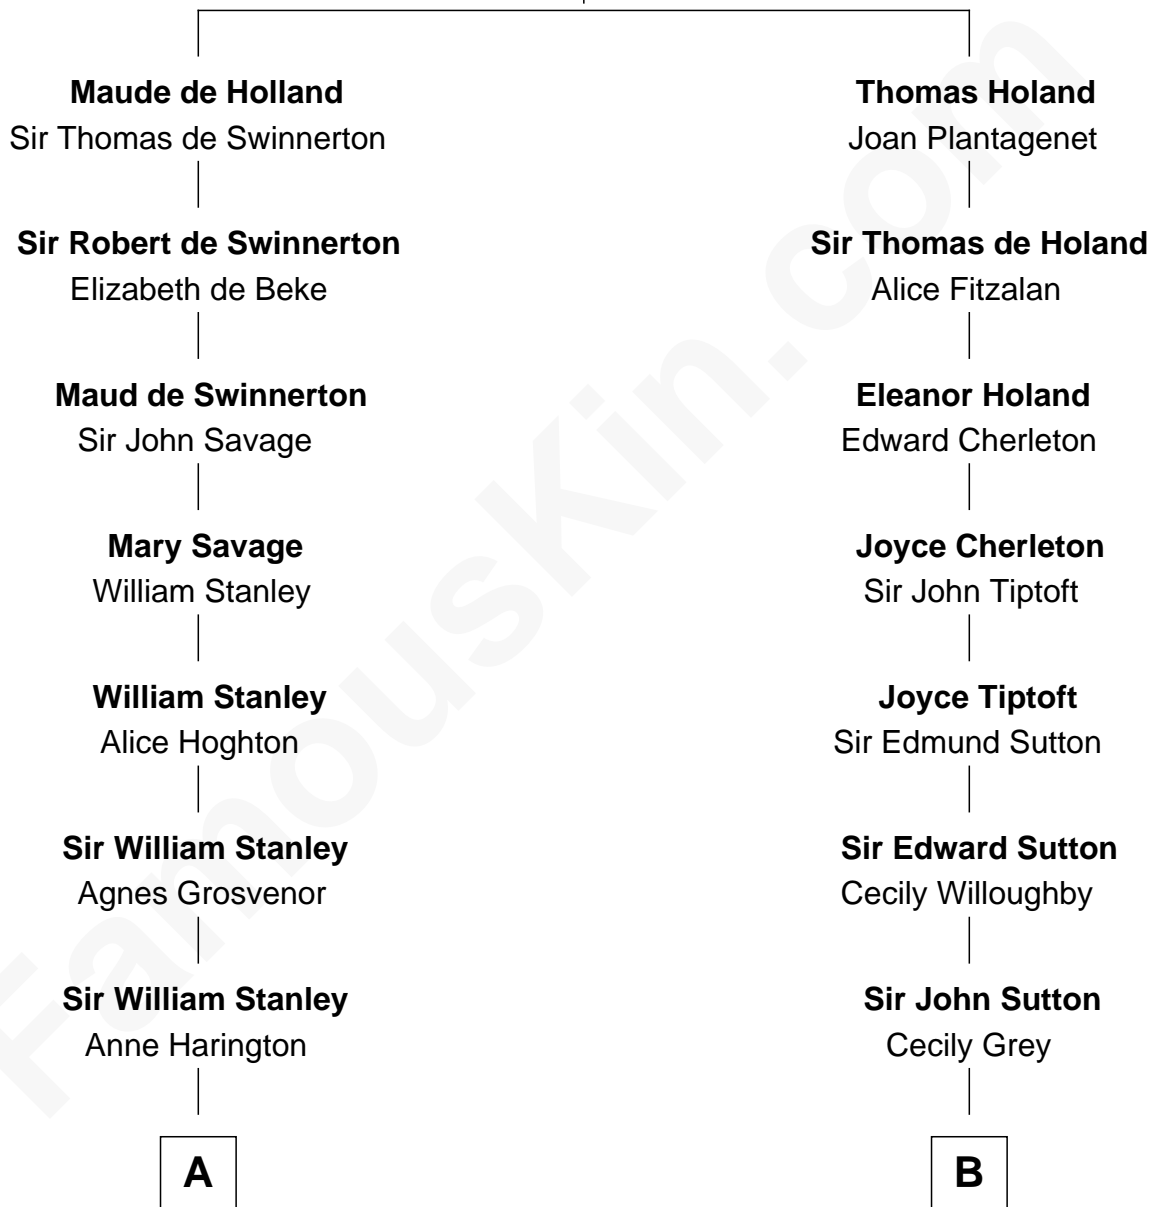 Maude de Holland
Sir Thomas de Swinnerton
Thomas Holand
Joan Plantagenet
Sir Robert de Swinnerton
Elizabeth de Beke
Sir Thomas de Holand
Alice Fitzalan
Maud de Swinnerton
Sir John Savage
Eleanor Holand
Edward Cherleton
Mary Savage
William Stanley
Joyce Cherleton
Sir John Tiptoft
William Stanley
Alice Hoghton
Joyce Tiptoft
Sir Edmund Sutton
Sir William Stanley
Agnes Grosvenor
Sir Edward Sutton
Cecily Willoughby
Sir William Stanley
Anne Harington
Sir John Sutton
Cecily Grey
A
B
FamousKin.com